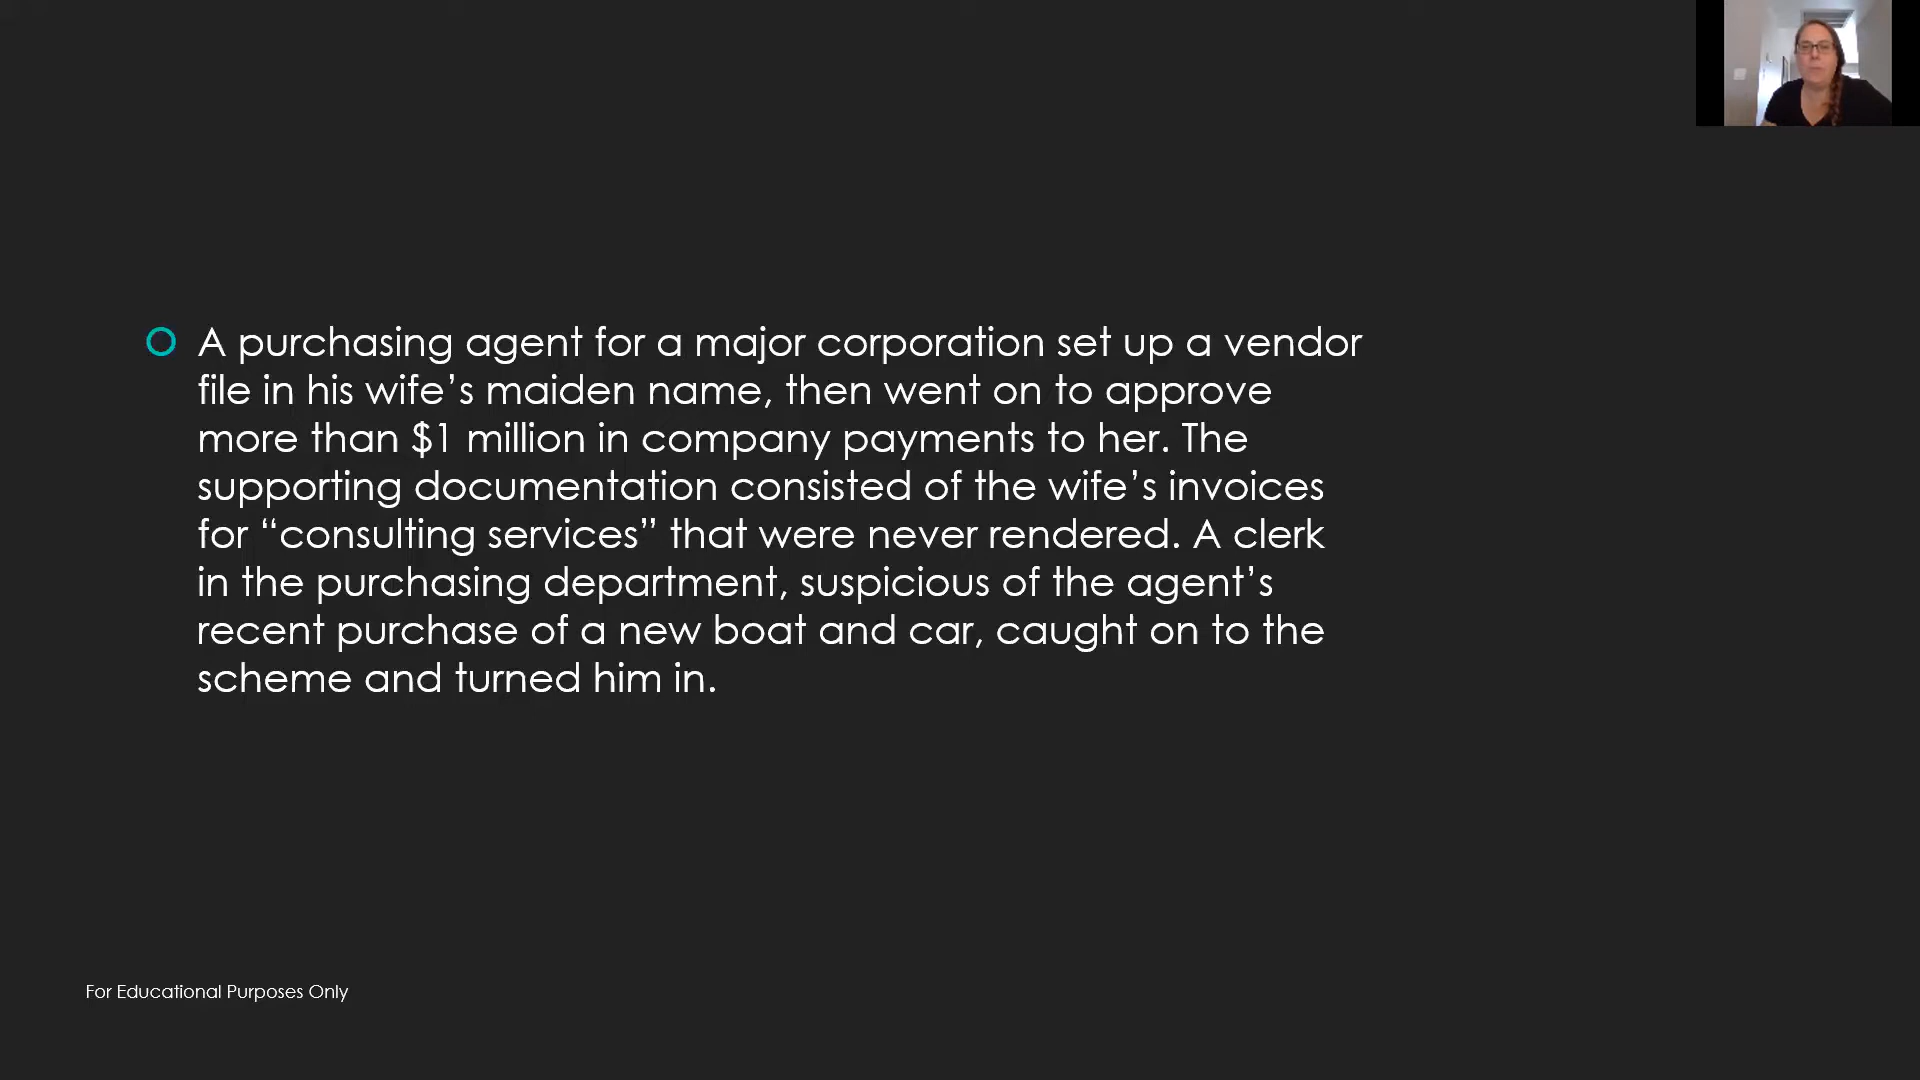 A purchasing agent for a major corporation set up a vendor
file in his wife’s maiden name, then went on to approve
more than $1 million in company payments to her. The
supporting documentation consisted of the wife’s invoices
for “consulting services” that were never rendered. A clerk
in the purchasing department, suspicious of the agent’s
recent purchase of a new boat and car, caught on to the
scheme and turned him in.
For Educational Purposes Only